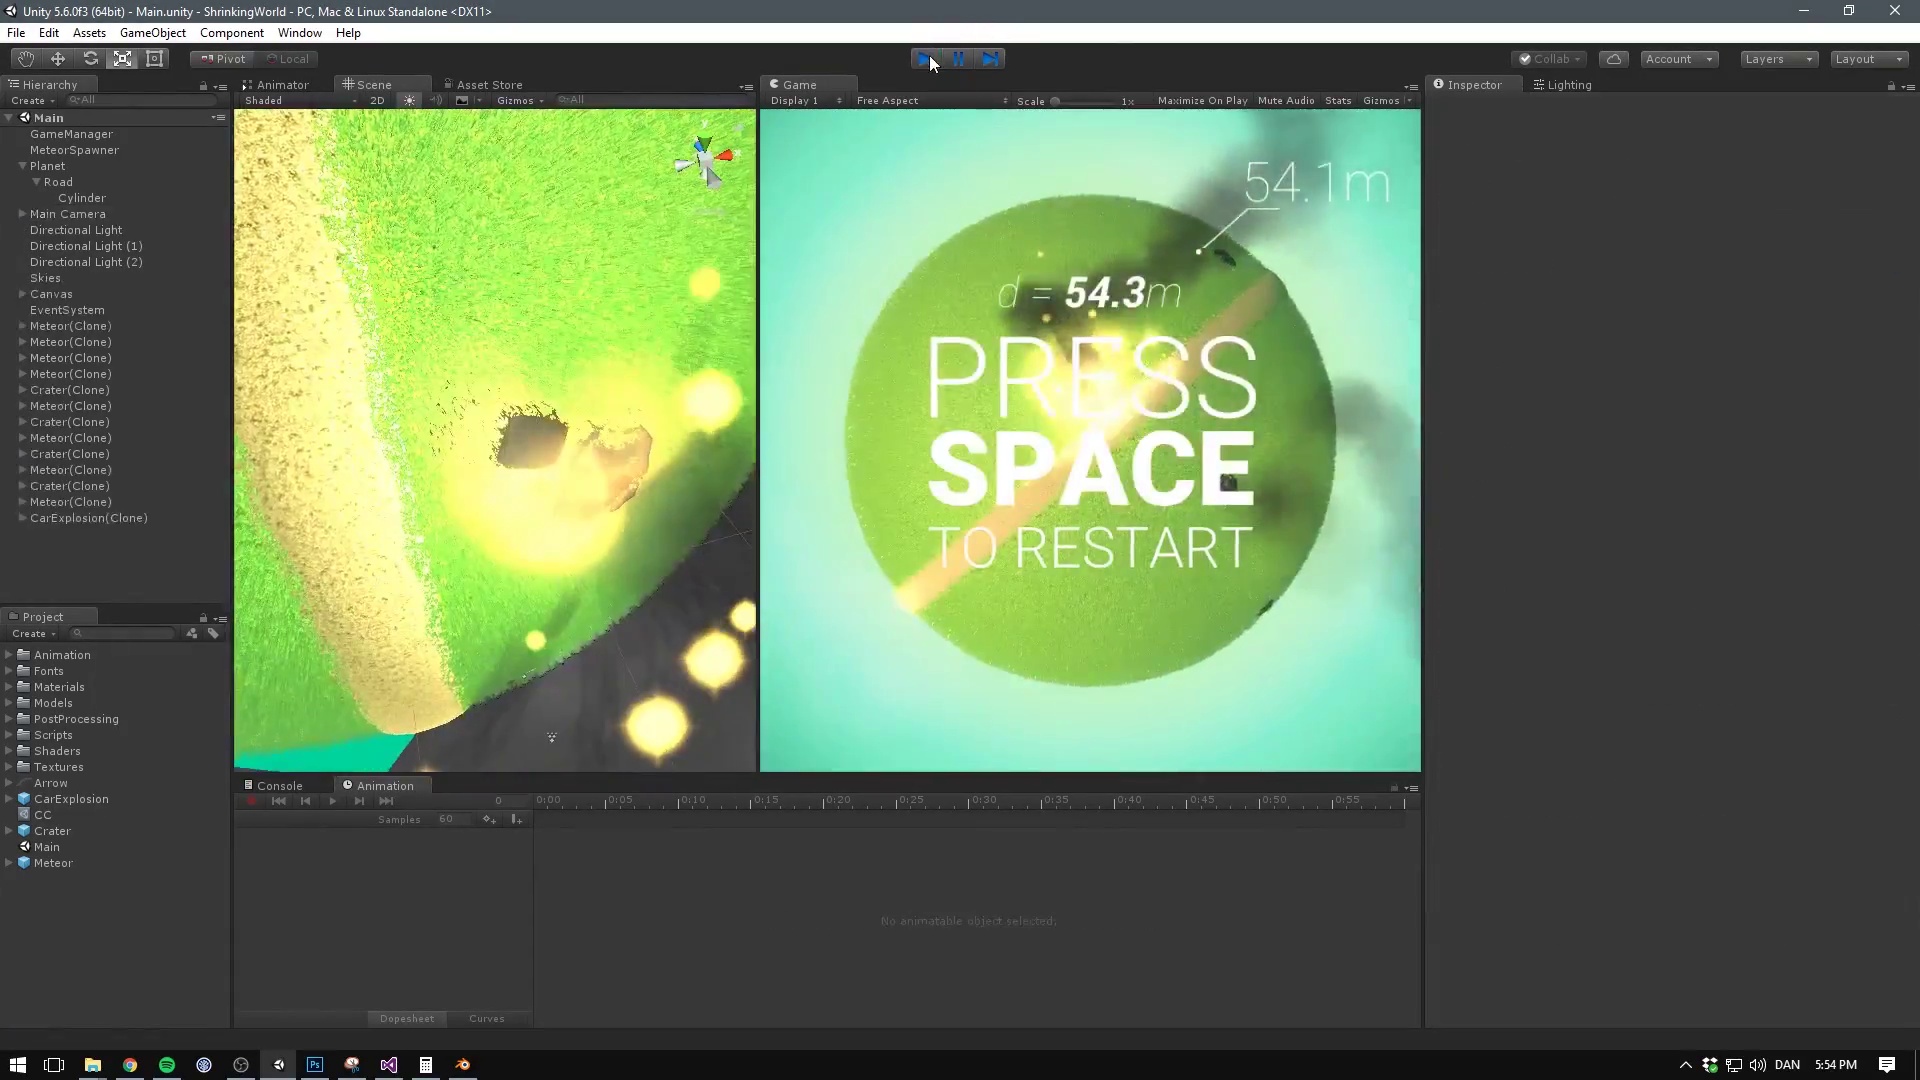 Unity 5.6.0f3 (64bit) - Main.unity - ShrinkingWorld - PC, Mac & Linux Standalone <DX11>
File Edit Assets GameObject Component Window Help
Pivot Local Collab Account Layers Layout
Hierarchy
Create All
Main
GameManager
MeteorSpawner
Planet
Road
Cylinder
Main Camera
Directional Light
Directional Light (1)
Directional Light (2)
Skies
Canvas
EventSystem
Meteor(Clone)
Meteor(Clone)
Meteor(Clone)
Meteor(Clone)
Crater(Clone)
Meteor(Clone)
Crater(Clone)
Meteor(Clone)
Crater(Clone)
Meteor(Clone)
Crater(Clone)
Meteor(Clone)
CarExplosion(Clone)
Project
Create
Animation
Fonts
Materials
Models
PostProcessing
Scripts
Shaders
Textures
Arrow
CarExplosion
CC
Crater
Main
Meteor
Animator Scene Asset Store
Shaded 2D Gizmos All
Game
Display 1 Free Aspect Scale 1x Maximize On Play Mute Audio Stats Gizmos
54.1m
d = 54.3m
PRESS
SPACE
TO RESTART
Inspector Lighting
Console Animation
0 0:00 0:05 0:10 0:15 0:20 0:25 0:30 0:35 0:40 0:45 0:50 0:55
Samples 60
No animatable object selected.
Dopesheet Curves
Ps
DAN 5:54 PM